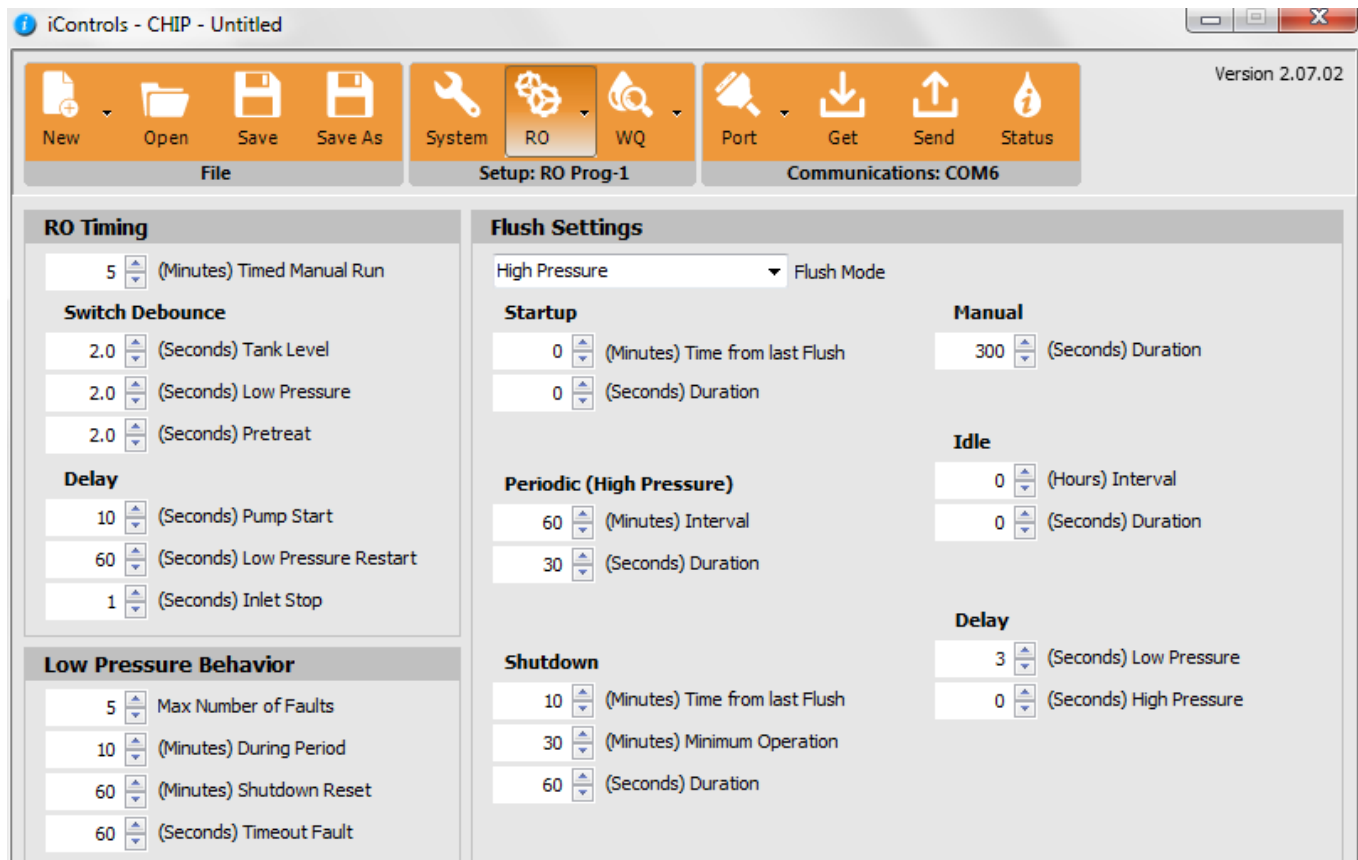 iControls - CHIP - Untitled
Version 2.07.02
New Open Save Save As
File
System RO WQ
Setup: RO Prog-1
Port Get Send Status
Communications: COM6
RO Timing
5 (Minutes) Timed Manual Run
Switch Debounce
2.0 (Seconds) Tank Level
2.0 (Seconds) Low Pressure
2.0 (Seconds) Pretreat
Delay
10 (Seconds) Pump Start
60 (Seconds) Low Pressure Restart
1 (Seconds) Inlet Stop
Low Pressure Behavior
5 Max Number of Faults
10 (Minutes) During Period
60 (Minutes) Shutdown Reset
60 (Seconds) Timeout Fault
Flush Settings
High Pressure Flush Mode
Startup
0 (Minutes) Time from last Flush
0 (Seconds) Duration
Periodic (High Pressure)
60 (Minutes) Interval
30 (Seconds) Duration
Shutdown
10 (Minutes) Time from last Flush
30 (Minutes) Minimum Operation
60 (Seconds) Duration
Manual
300 (Seconds) Duration
Idle
0 (Hours) Interval
0 (Seconds) Duration
Delay
3 (Seconds) Low Pressure
0 (Seconds) High Pressure